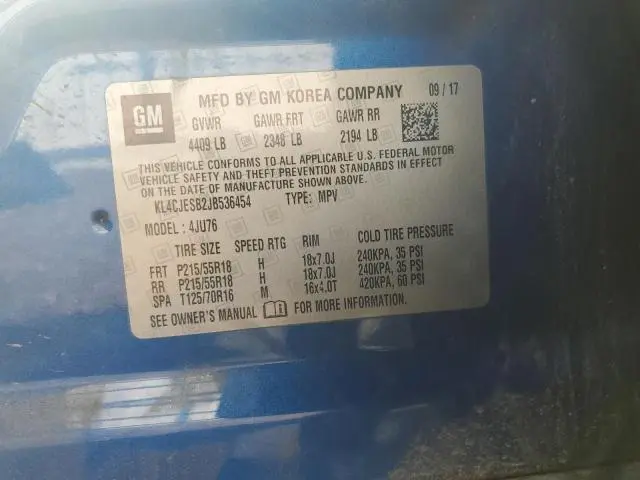 GM
MFD BY GM KOREA COMPANY 09/17
GVWR GAWR FRT GAWR RR
4409 LB 2348 LB 2194 LB
THIS VEHICLE CONFORMS TO ALL APPLICABLE U.S. FEDERAL MOTOR
VEHICLE SAFETY AND THEFT PREVENTION STANDARDS IN EFFECT
ON THE DATE OF MANUFACTURE SHOWN ABOVE.
KL4CJESB2JB536454 TYPE: MPV
MODEL : 4JU76
TIRE SIZE SPEED RTG RIM COLD TIRE PRESSURE
FRT P215/55R18 H 18x7.0J 240KPA, 35 PSI
RR P215/55R18 H 18x7.0J 240KPA, 35 PSI
SPA T125/70R16 M 16x4.0T 420KPA, 60 PSI
SEE OWNER'S MANUAL FOR MORE INFORMATION.